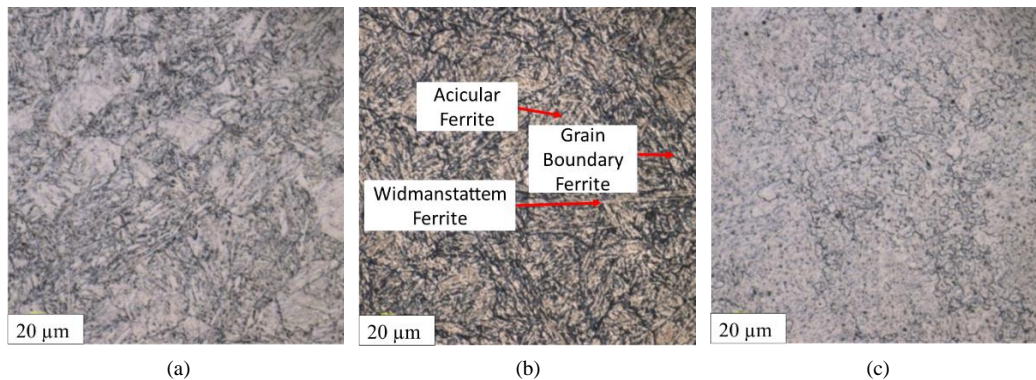 Acicular
Ferrite
Grain
Boundary
Ferrite
Widmanstattem
Ferrite
20 µm
20 µm
20 µm
(a)
(b)
(c)